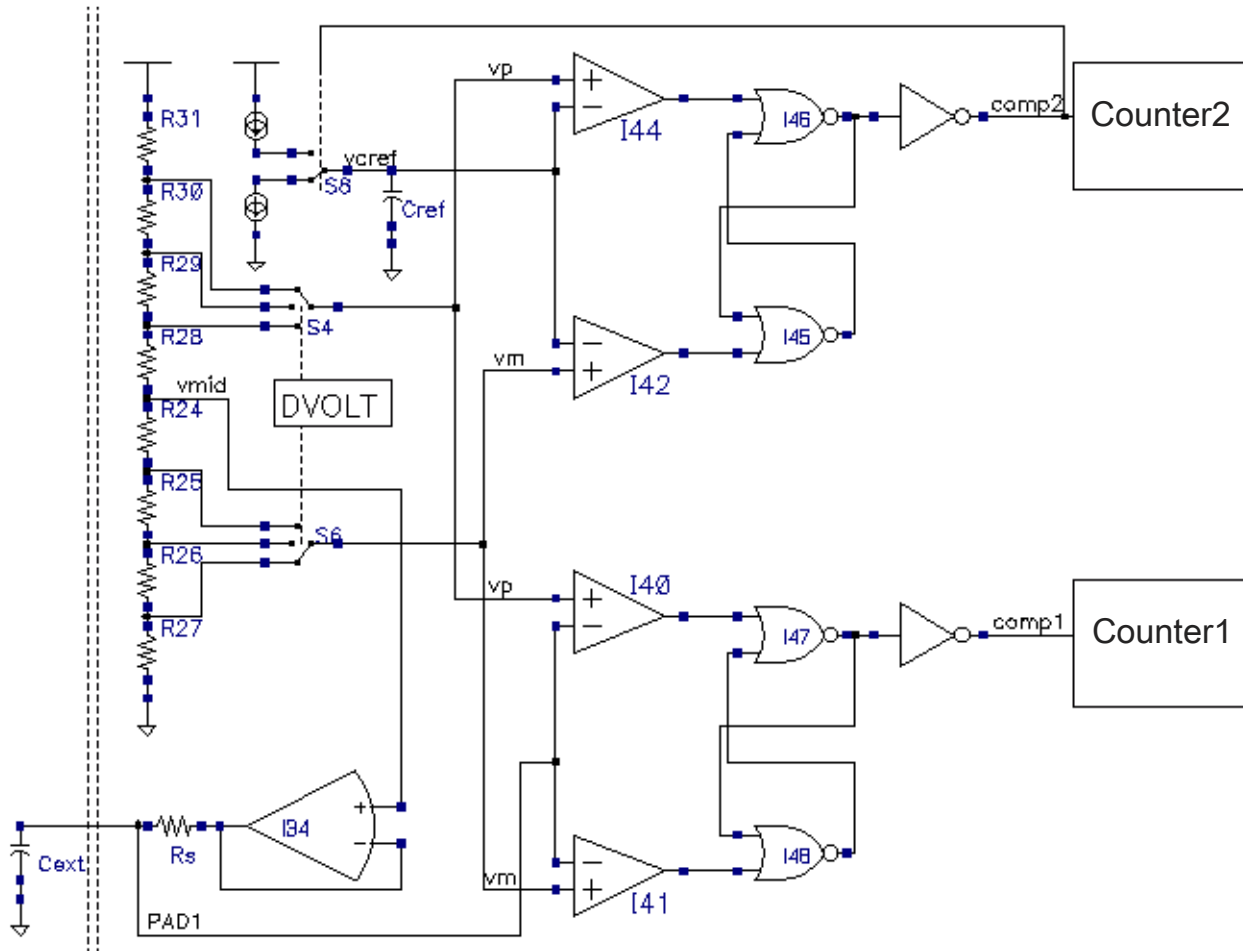 vp
comp2
Counter2
R31
I44
I46
vcref
S8
R30
Cref
R29
S4
R28
I45
vm
I42
vmid
R24
DVOLT
R25
S6
R26
vp
I40
R27
I47
comp1
Counter1
I34
Rs
Cext
vm
I41
I48
PAD1